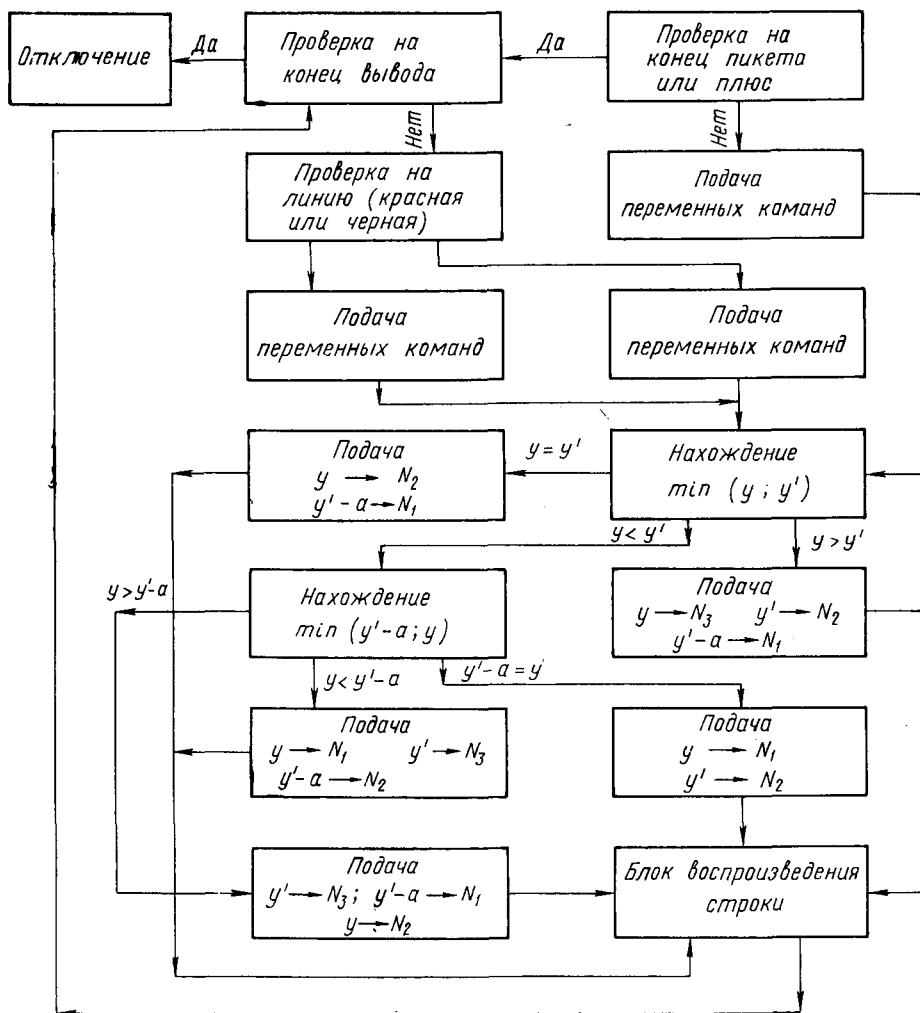 Отключение
Да
Проверка на
конец вывода
Да
Проверка на
конец пикета
или плюс
Нет
Нет
Проверка на
линию (красная
или черная)
Подача
переменных команд
Подача
переменных команд
Подача
переменных команд
Подача
y → N₂
y'-a → N₁
y = y'
Нахождение
min (y ; y')
y < y'
y > y'
y > y'-a
Нахождение
min (y'-a ; y)
Подача
y → N₃ y' → N₂
y'-a → N₁
y < y'-a
y'-a = y
Подача
y → N₁ y' → N₃
y'-a → N₂
Подача
y → N₁
y' → N₂
Подача
y' → N₃ ; y'-a → N₁
y → N₂
Блок воспроизведения
строки